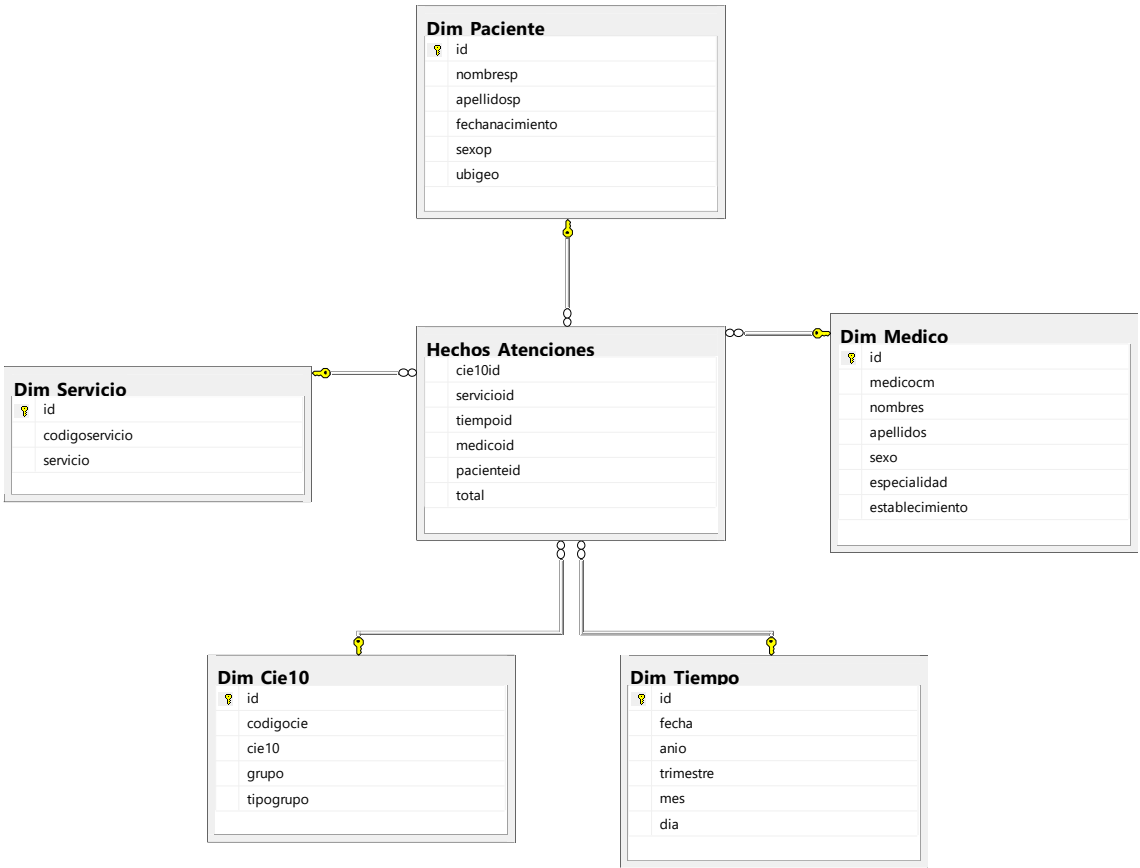 Dim Paciente
id
nombresp
apellidosp
fechanacimiento
sexop
ubigeo
Hechos Atenciones
cie10id
servicioid
tiempoid
medicoid
pacienteid
total
Dim Medico
id
medicocm
nombres
apellidos
sexo
especialidad
establecimiento
Dim Servicio
id
codigoservicio
servicio
Dim Cie10
id
codigocie
cie10
grupo
tipogrupo
Dim Tiempo
id
fecha
anio
trimestre
mes
dia